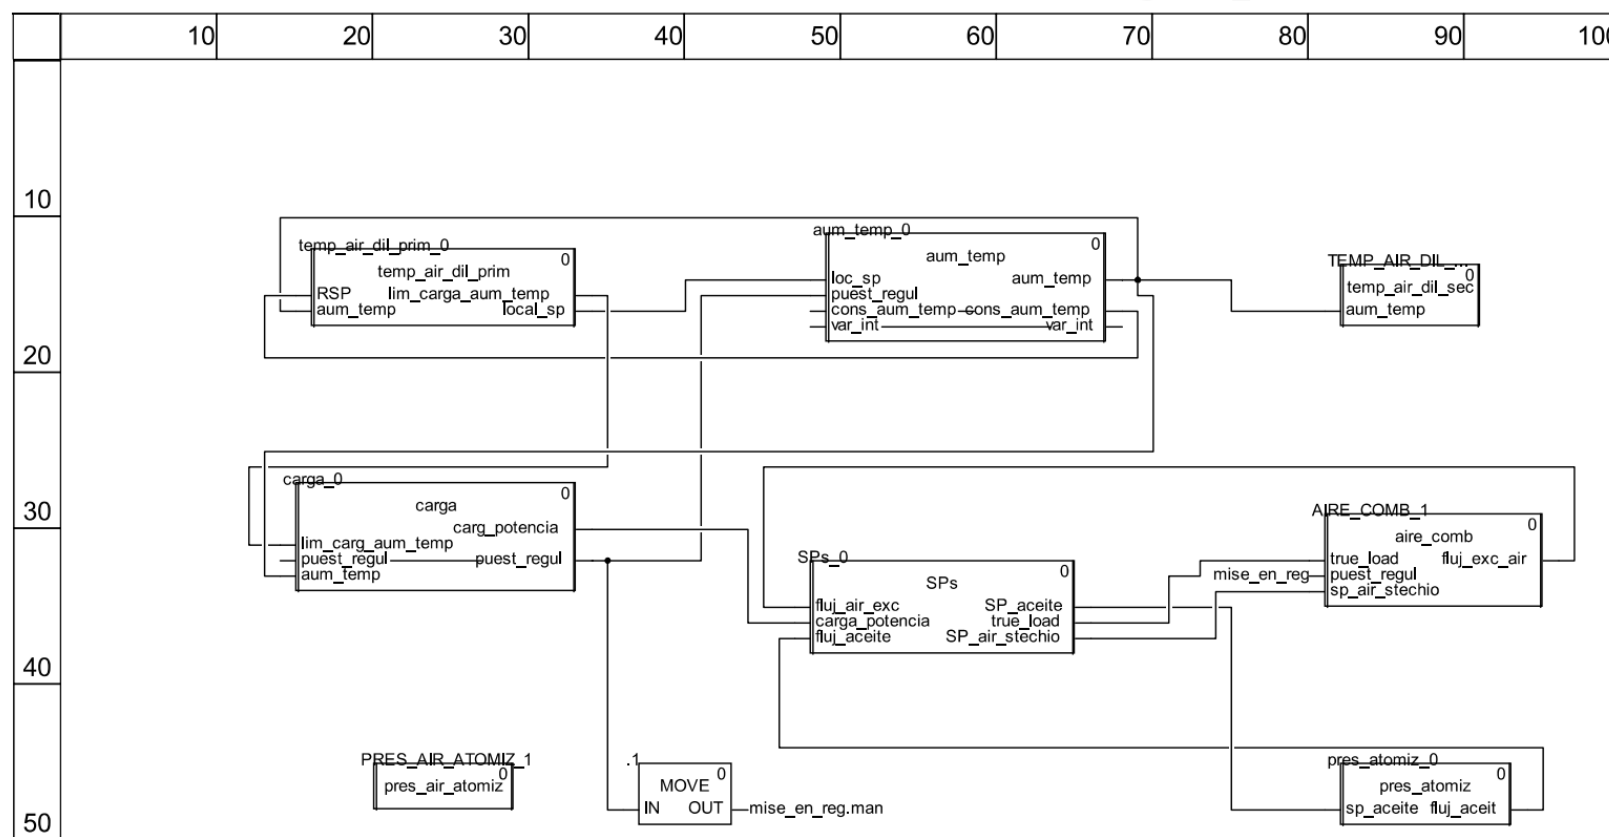 10 20 30 40 50 60 70 80 90 100
10
temp_air_dil_prim_0
0
temp_air_dil_prim
RSP lim_carga_aum_temp
aum_temp local_sp
aum_temp_0
0
aum_temp
loc_sp aum_temp
puest_regul
cons_aum_temp cons_aum_temp
var_int var_int
TEMP_AIR_DIL_...
0
temp_air_dil_sec
aum_temp
20
carga_0
0
carga
carg_potencia
lim_carg_aum_temp
puest_regul puest_regul
aum_temp
30
SPs_0
0
SPs
fluj_air_exc SP_aceite
carga_potencia true_load
fluj_aceite SP_air_stechio
AIRE_COMB_1
0
aire_comb
true_load fluj_exc_air
mise_en_reg puest_regul
sp_air_stechio
40
PRES_AIR_ATOMIZ_1
0
pres_air_atomiz
.1
0
MOVE
IN OUT mise_en_reg.man
pres_atomiz_0
0
pres_atomiz
sp_aceite fluj_aceit
50